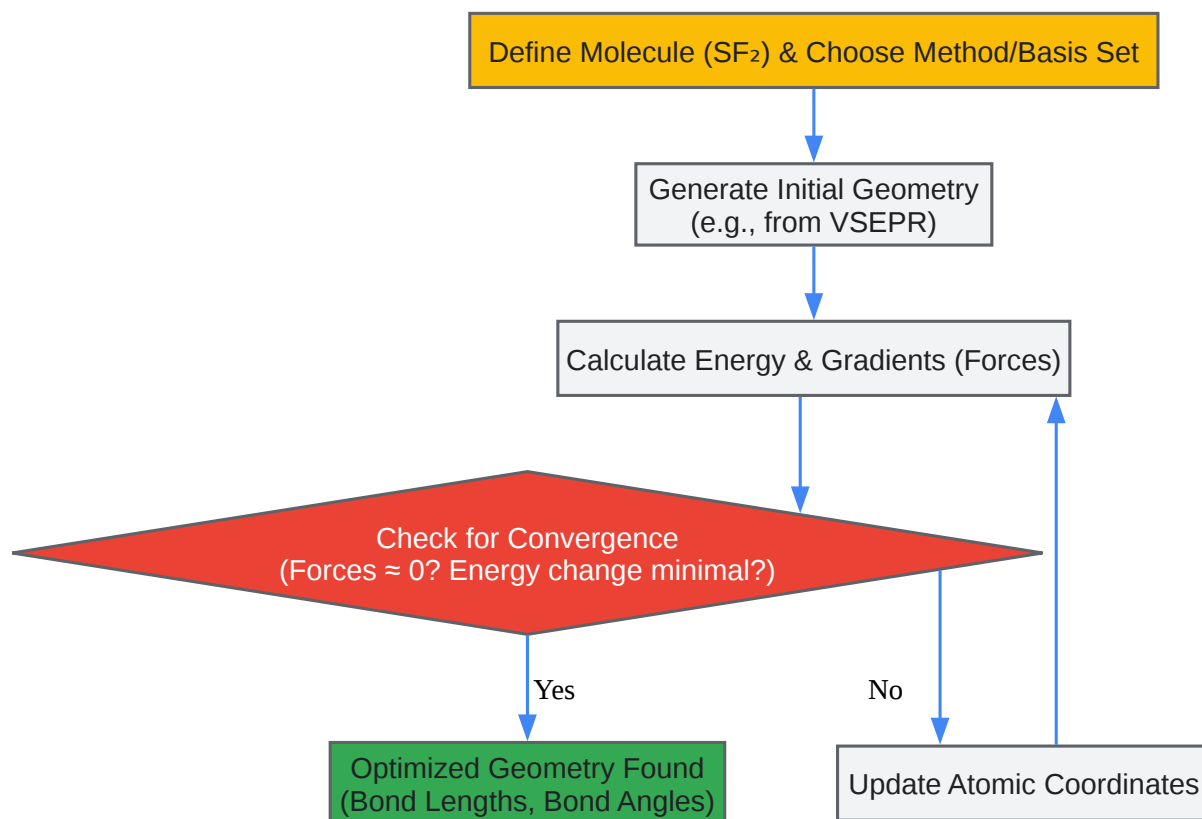 Define Molecule (SF₂) & Choose Method/Basis Set
Generate Initial Geometry
(e.g., from VSEPR)
Calculate Energy & Gradients (Forces)
Check for Convergence
(Forces ≈ 0? Energy change minimal?)
Yes
No
Optimized Geometry Found
(Bond Lengths, Bond Angles)
Update Atomic Coordinates